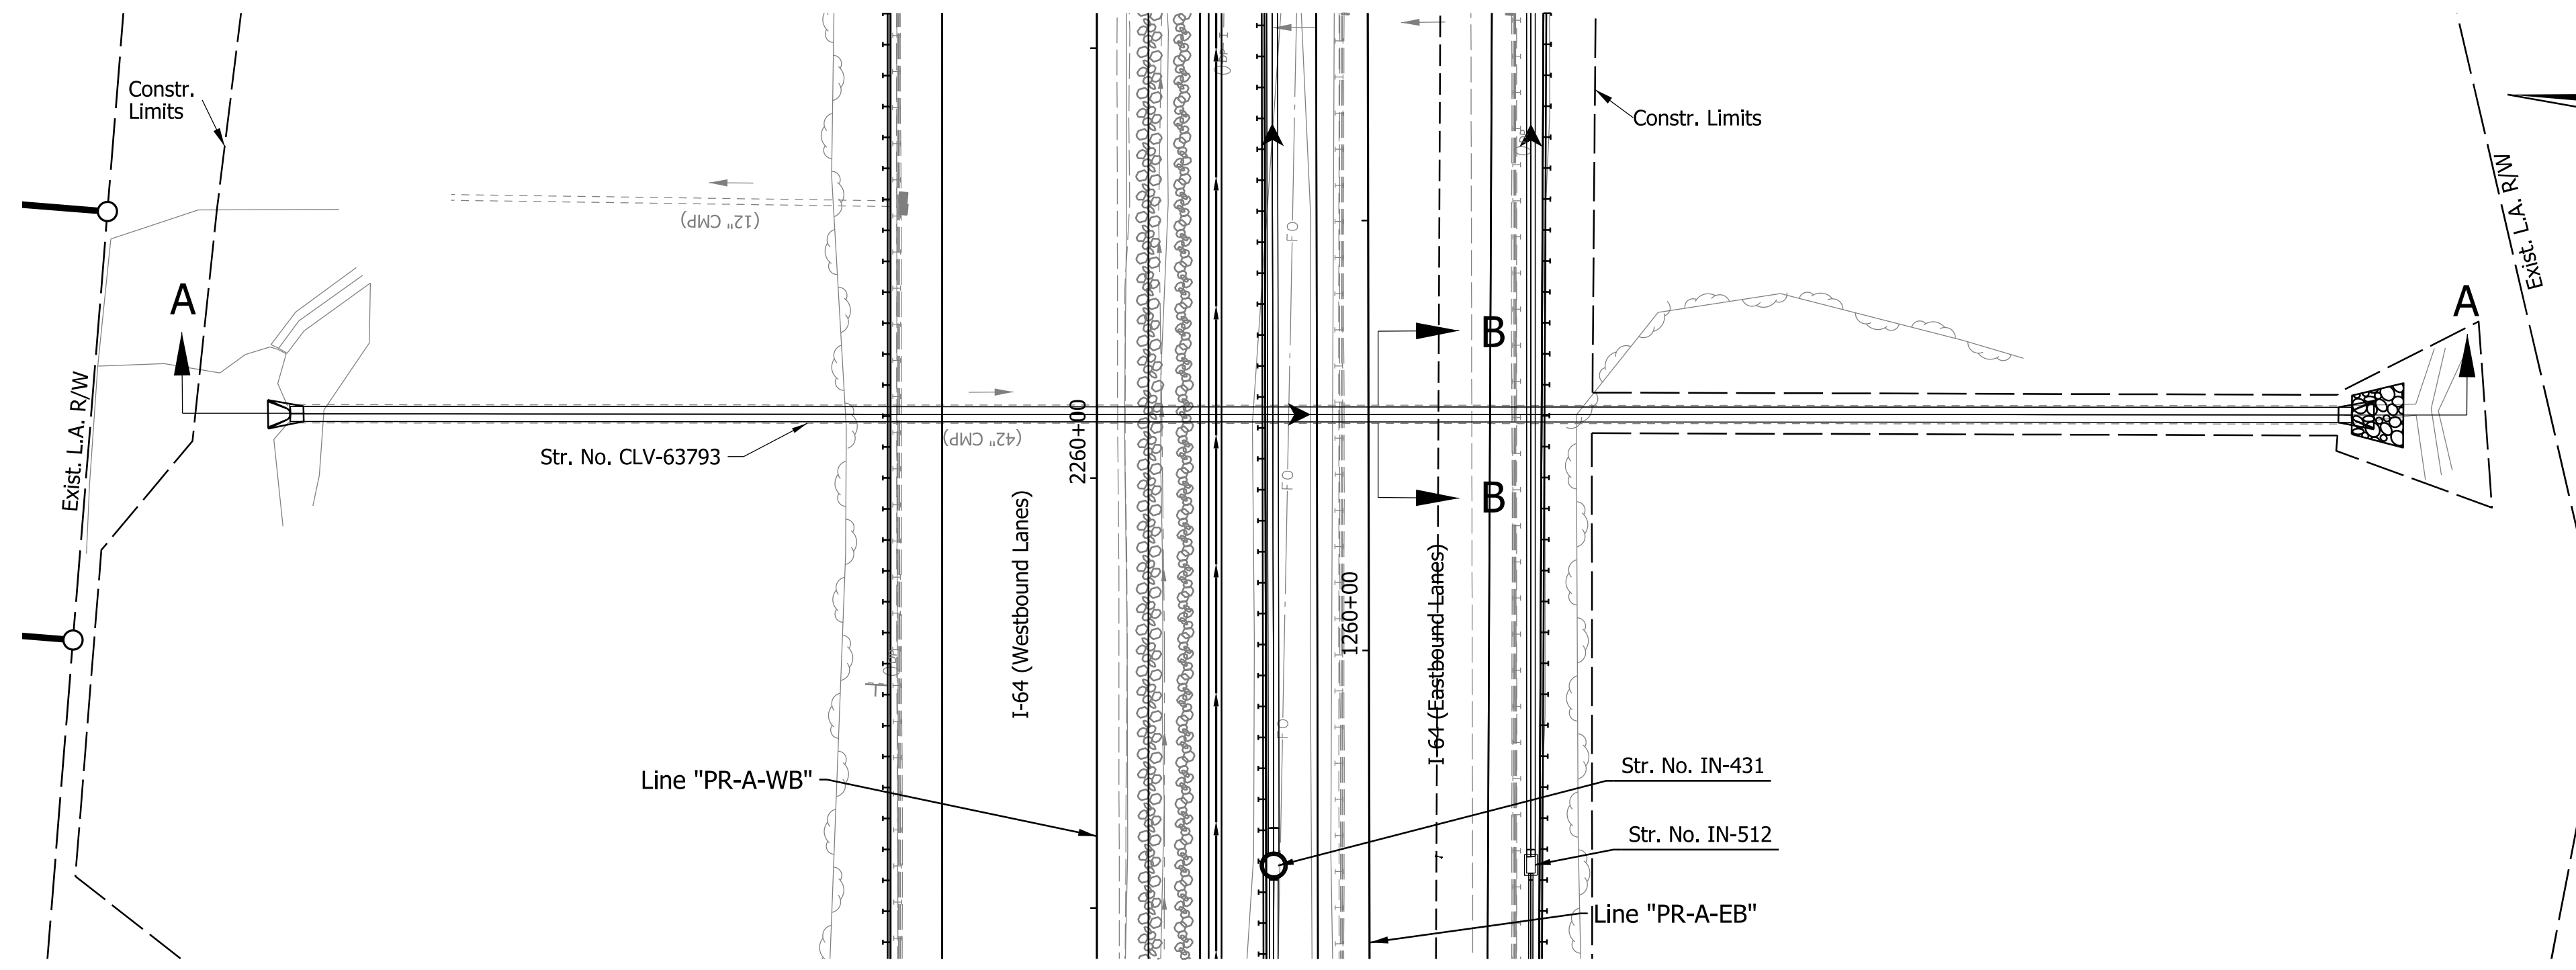 Constr.
Limits
Constr. Limits
Exist. L.A. R/W
(12" CMP)
FO
A
A
B
Exist. L.A. R/W
2260+00
(42" CMP)
Str. No. CLV-63793
FO
B
I-64 (Westbound Lanes)
1260+00
I-64 (Eastbound Lanes)
FO
Line "PR-A-WB"
Str. No. IN-431
Str. No. IN-512
Line "PR-A-EB"